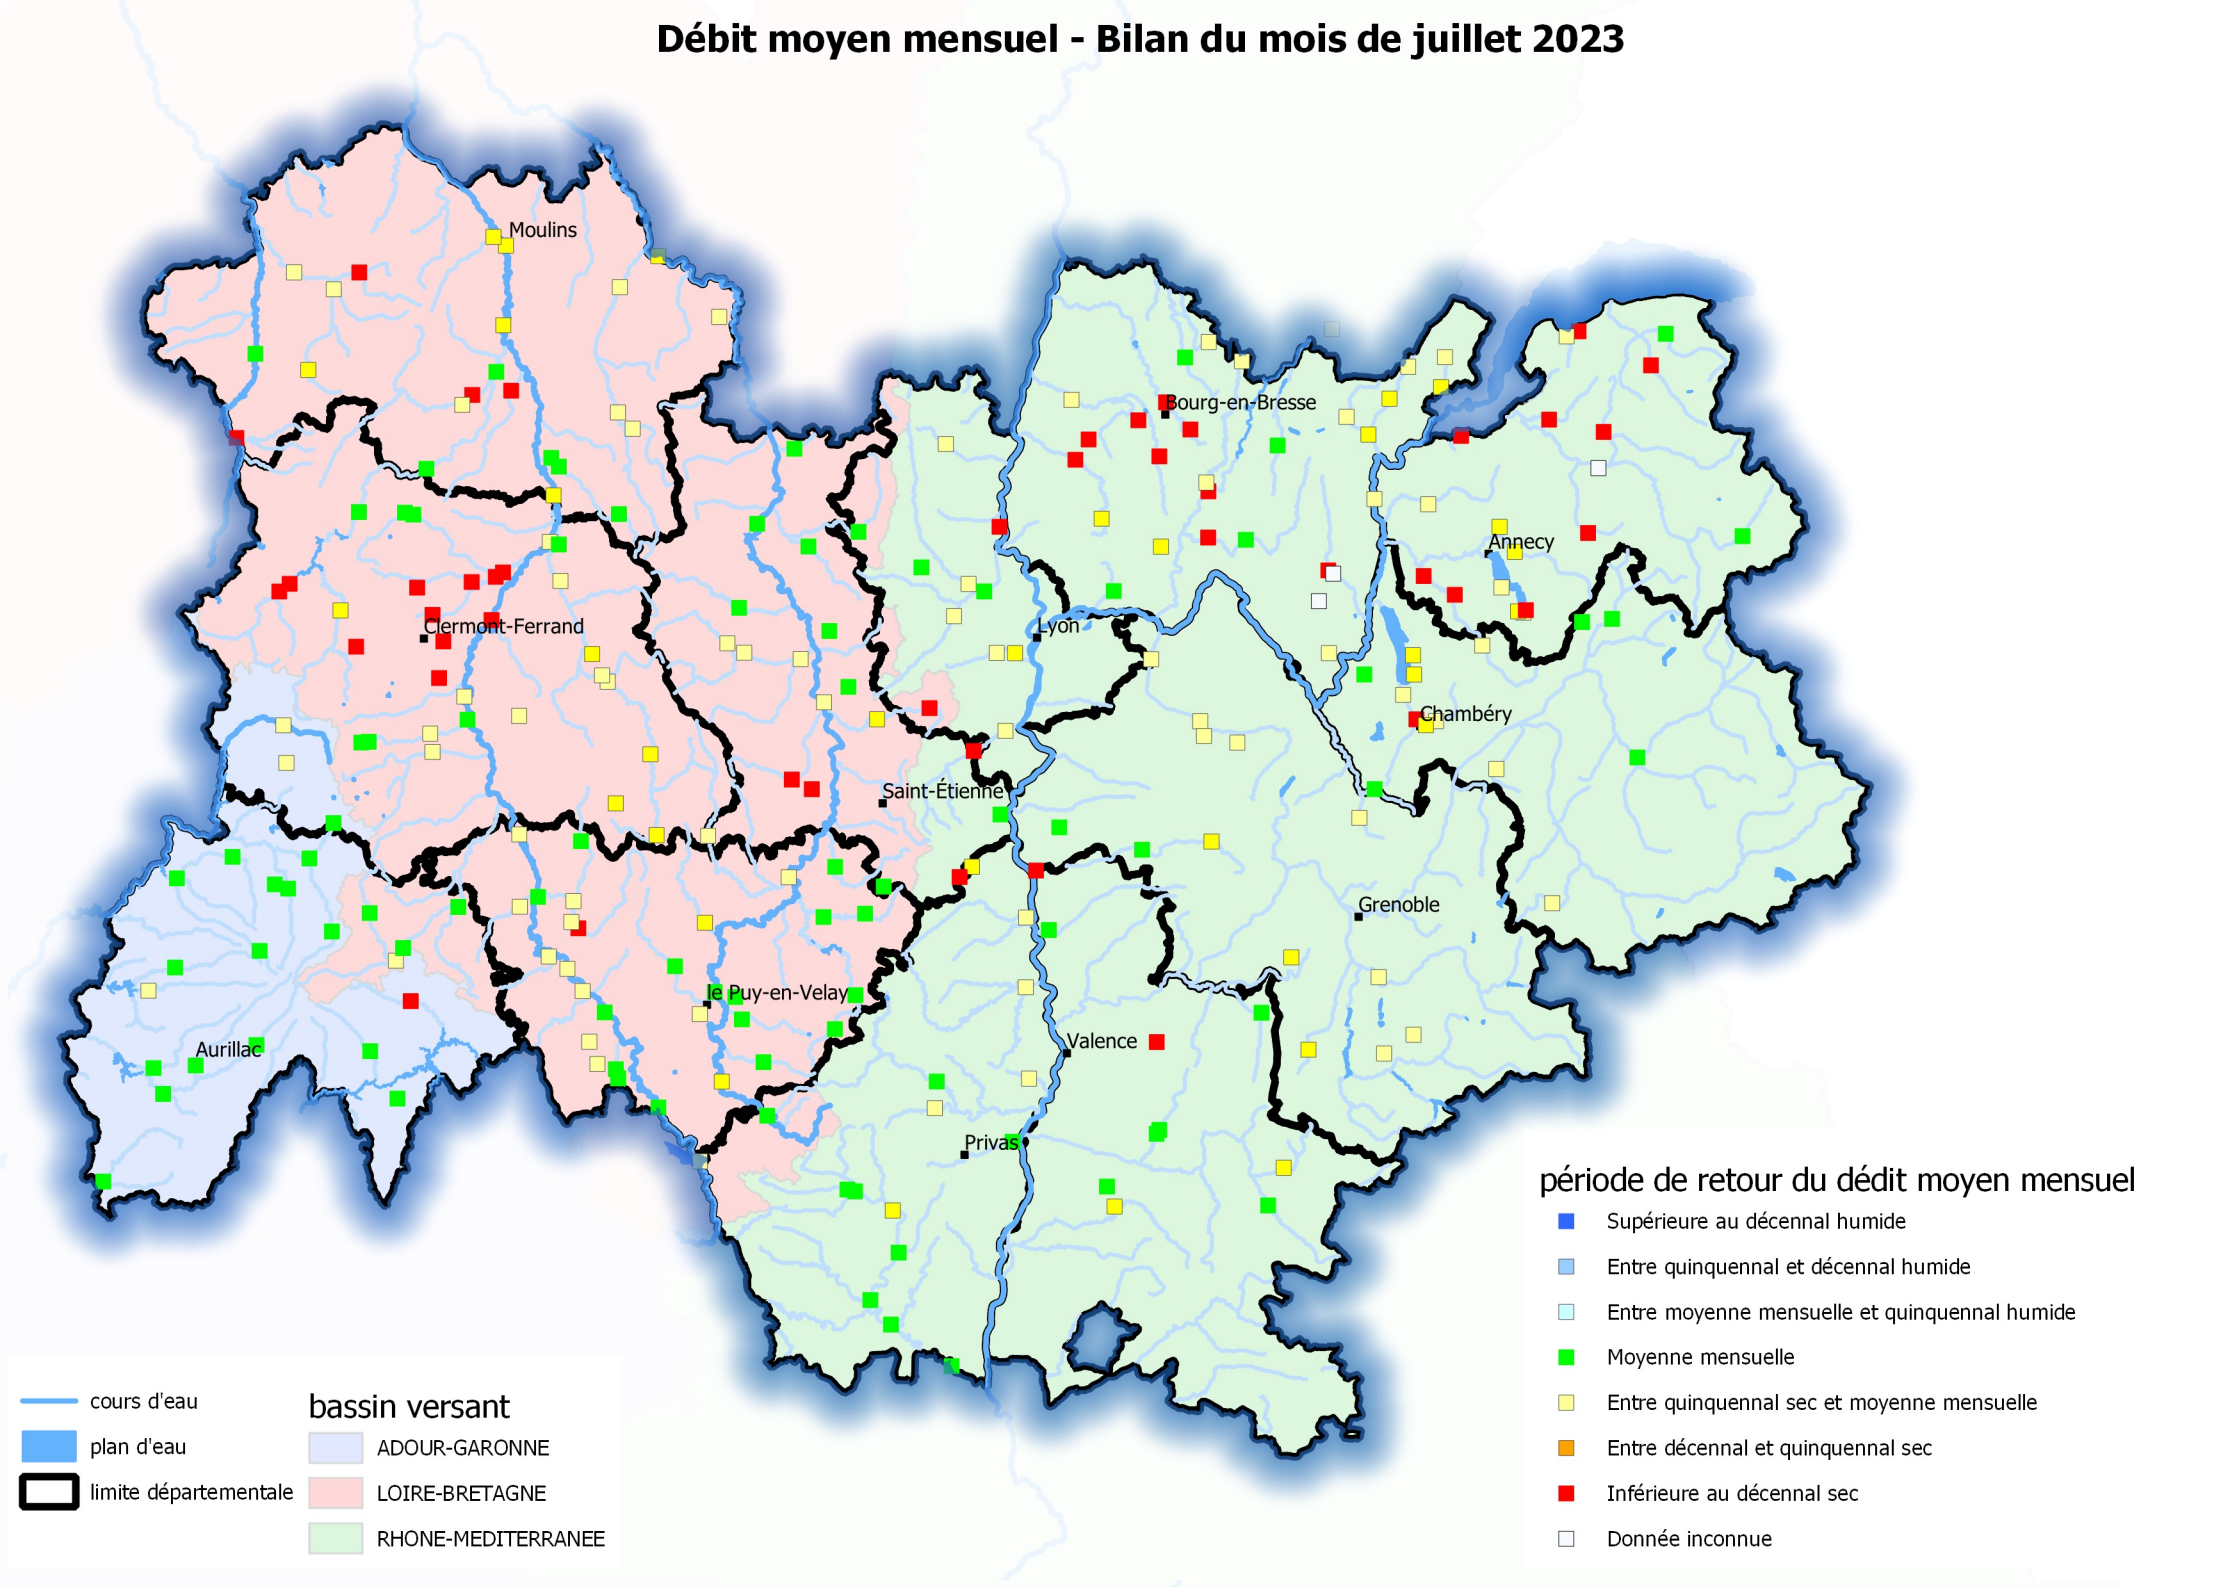 Débit moyen mensuel - Bilan du mois de juillet 2023
Moulins
Bourg-en-Bresse
Annecy
Clermont-Ferrand
Lyon
Chambéry
Saint-Étienne
Grenoble
le Puy-en-Velay
Aurillac
Valence
Privas
période de retour du dédit moyen mensuel
Supérieure au décennal humide
Entre quinquennal et décennal humide
Entre moyenne mensuelle et quinquennal humide
Moyenne mensuelle
Entre quinquennal sec et moyenne mensuelle
Entre décennal et quinquennal sec
Inférieure au décennal sec
Donnée inconnue
cours d'eau
plan d'eau
limite départementale
bassin versant
ADOUR-GARONNE
LOIRE-BRETAGNE
RHONE-MEDITERRANEE